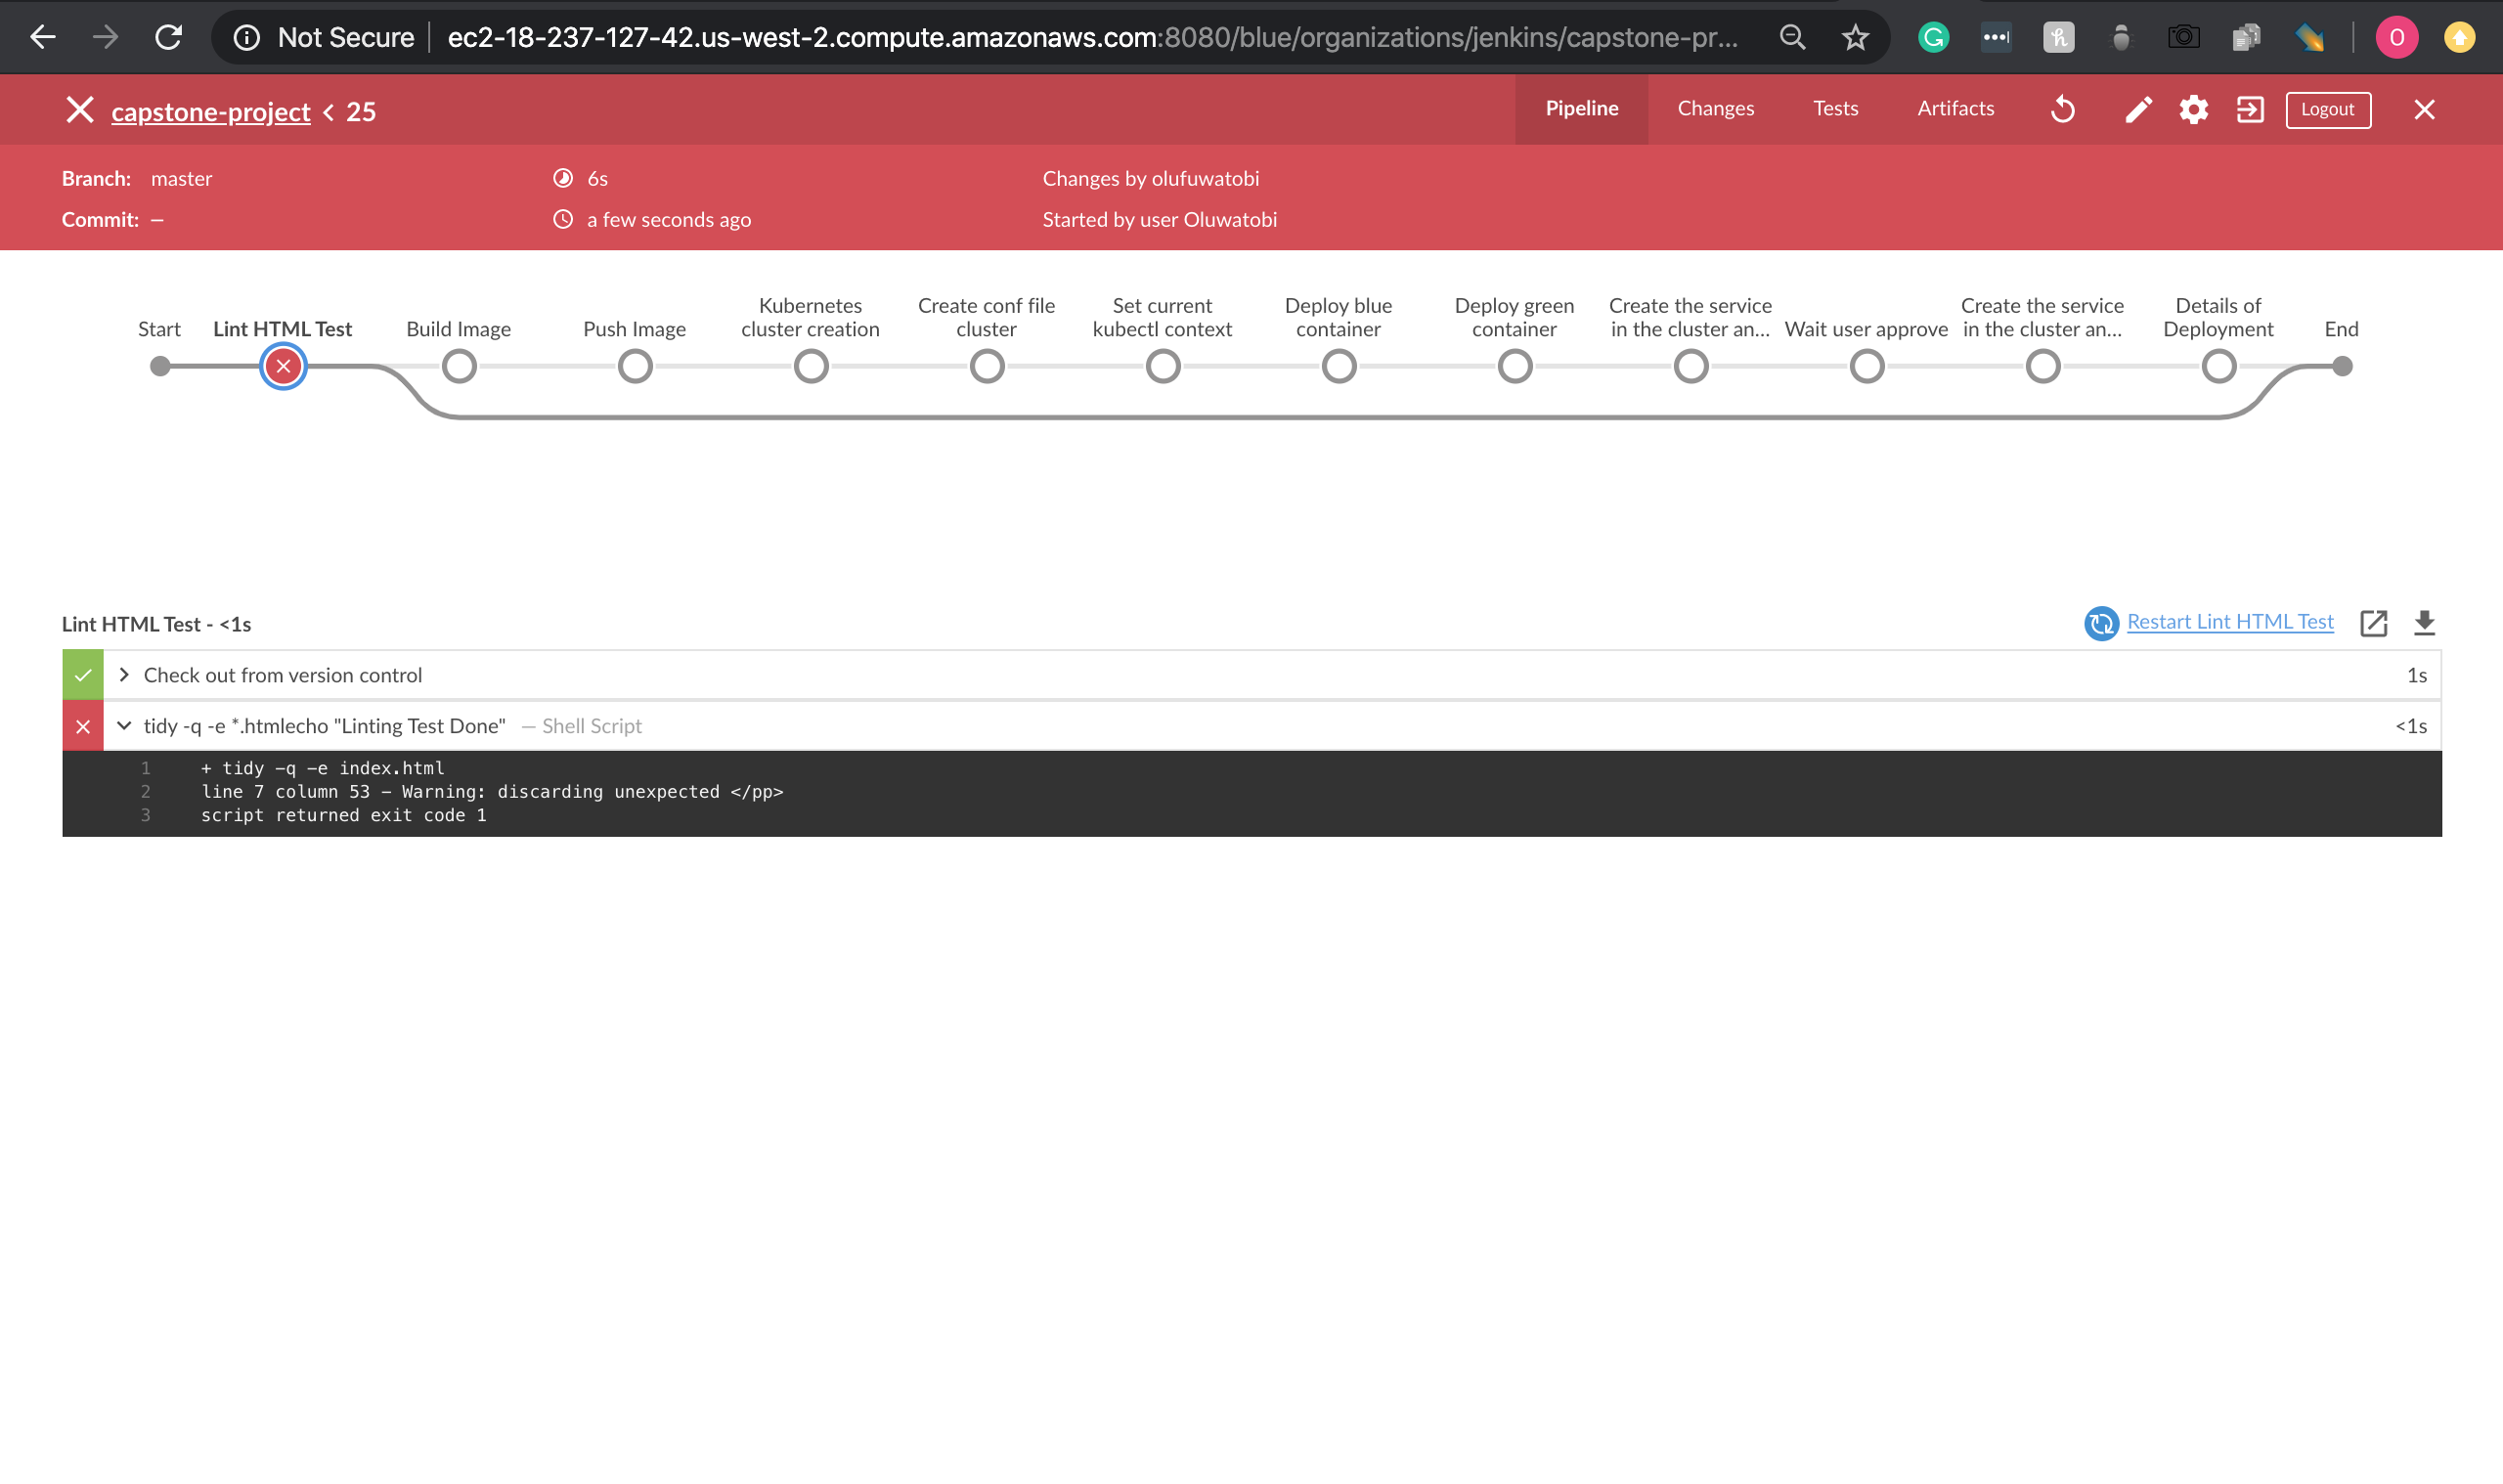 Not Secure ec2-18-237-127-42.us-west-2.compute.amazonaws.com:8080/blue/organizations/jenkins/capstone-pr...
O
capstone-project < 25
Pipeline Changes Tests Artifacts Logout
Branch: master 6s Changes by olufuwatobi
Commit: – a few seconds ago Started by user Oluwatobi
Start
Lint HTML Test
Build Image
Push Image
Kubernetes
cluster creation
Create conf file
cluster
Set current
kubectl context
Deploy blue
container
Deploy green
container
Create the service
in the cluster an...
Wait user approve
Create the service
in the cluster an...
Details of
Deployment
End
Lint HTML Test - <1s Restart Lint HTML Test
Check out from version control 1s
tidy -q -e *.htmlecho "Linting Test Done" — Shell Script <1s
1 + tidy -q -e index.html
2 line 7 column 53 - Warning: discarding unexpected </pp>
3 script returned exit code 1